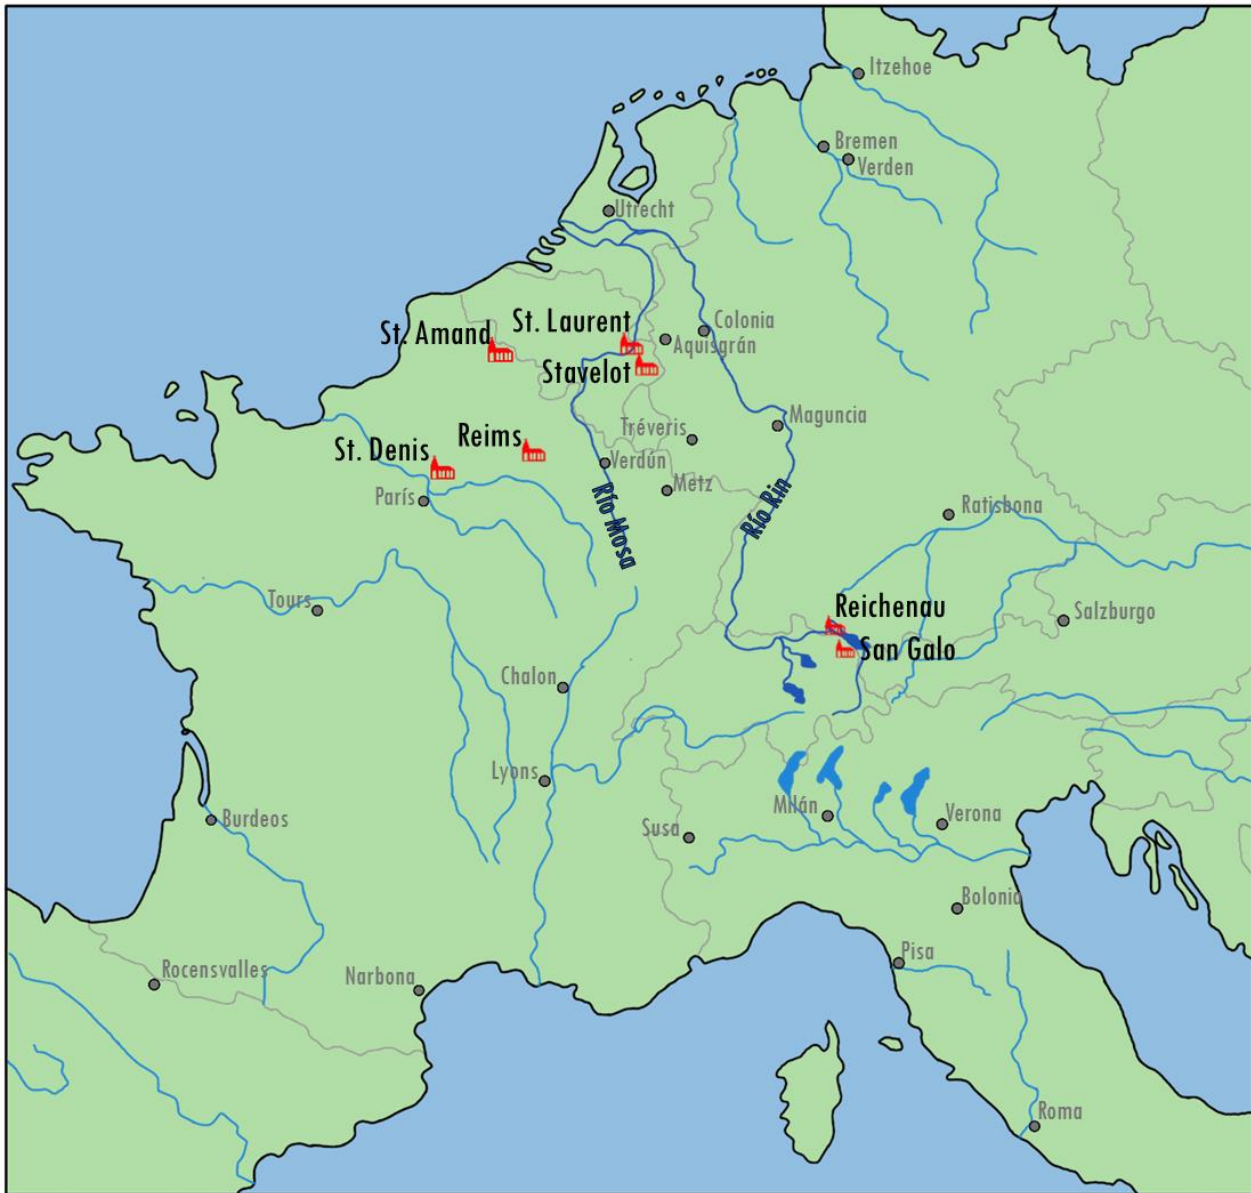 Itzehoe
Bremen
Verden
Utrecht
St. Laurent
St. Amand
Colonia
Aquisgrán
Stavelot
Maguncia
Tréveris
Reims
St. Denis
Verdún
Metz
París
Río Mosa
Río Rin
Ratisbona
Tours
Reichenau
Salzburgo
San Galo
Chalon
Lyons
Milán
Burdeos
Susa
Verona
Bolonia
Pisa
Rocensvalles
Narbona
Roma